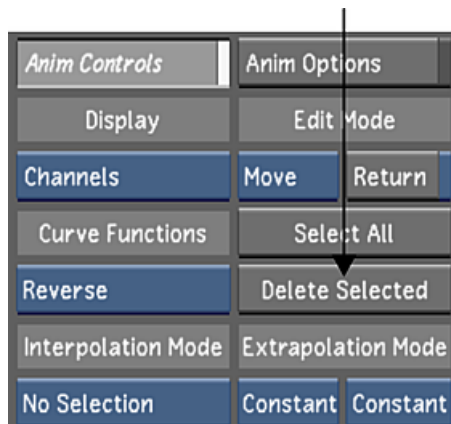 Anim Controls Anim Options
Display Edit Mode
Channels Move Return
Curve Functions Select All
Reverse Delete Selected
Interpolation Mode Extrapolation Mode
No Selection Constant Constant